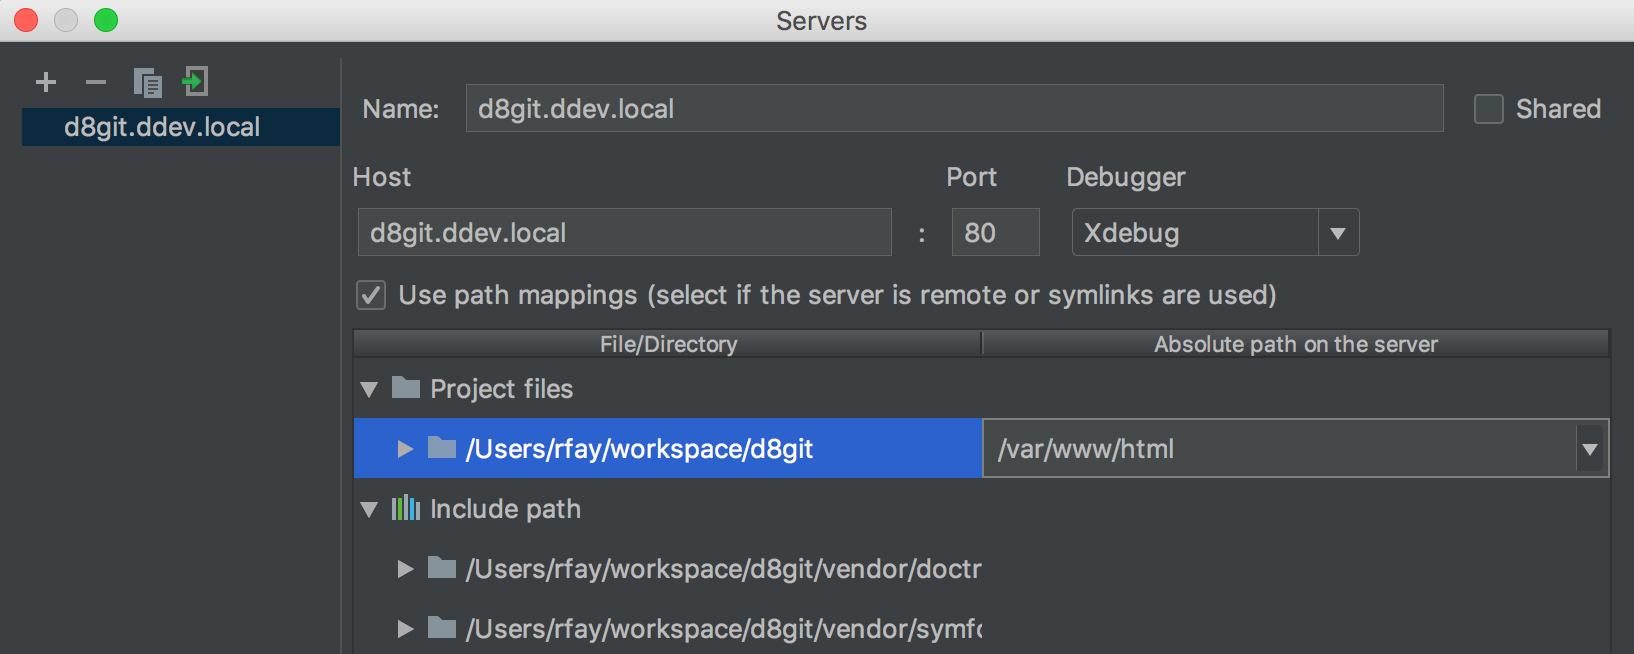 Servers
d8git.ddev.local
Name: d8git.ddev.local Shared
Host Port Debugger
d8git.ddev.local : 80 Xdebug
Use path mappings (select if the server is remote or symlinks are used)
File/Directory Absolute path on the server
Project files
/Users/rfay/workspace/d8git /var/www/html
Include path
/Users/rfay/workspace/d8git/vendor/doctr
/Users/rfay/workspace/d8git/vendor/symfc